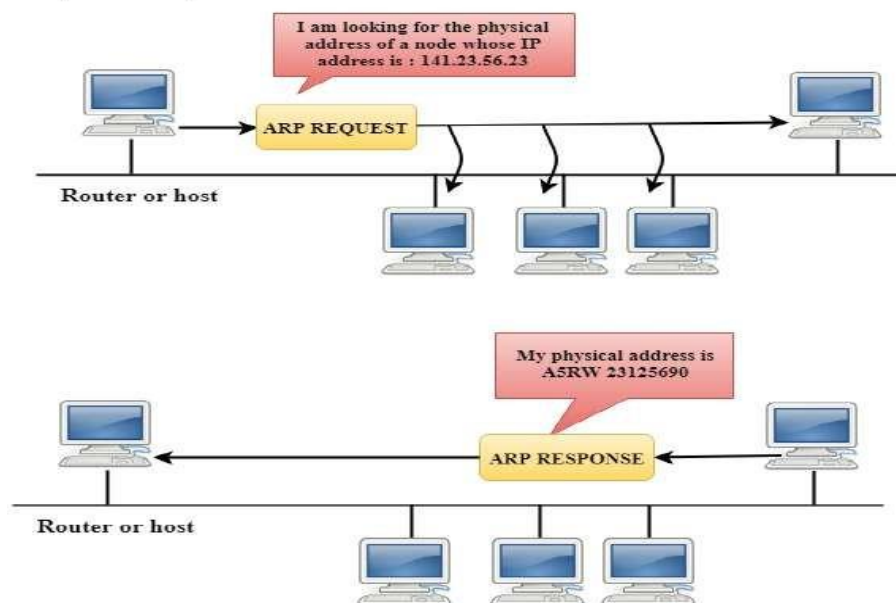 I am looking for the physical
address of a node whose IP
address is : 141.23.56.23
ARP REQUEST
Router or host
My physical address is
A5RW 23125690
ARP RESPONSE
Router or host